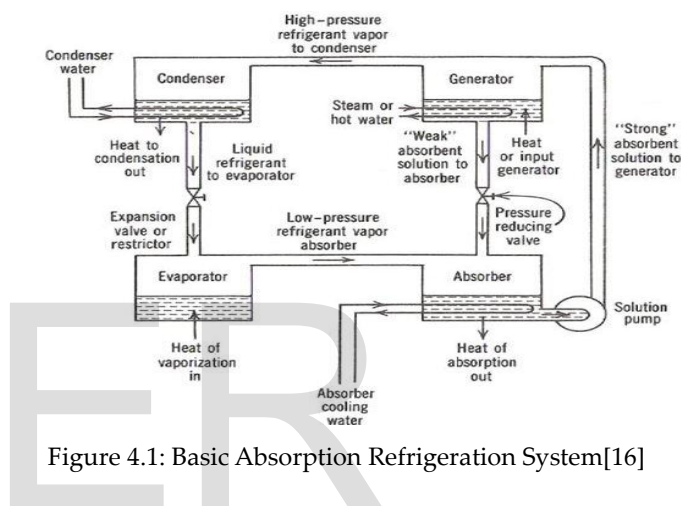 High-pressure
refrigerant vapor
to condenser
Condenser
water
Condenser
Generator
Steam or
hot water
Heat to
condensation
out
Liquid
refrigerant
to evaporator
"Weak"
absorbent
solution to
absorber
Heat
or input
generator
"Strong"
absorbent
solution to
generator
Expansion
valve or
restrictor
Low-pressure
refrigerant vapor
absorber
Pressure
reducing
valve
Evaporator
Absorber
Solution
pump
Heat of
vaporization
in
Heat of
absorption
out
Absorber
cooling
water
Figure 4.1: Basic Absorption Refrigeration System[16]
ER